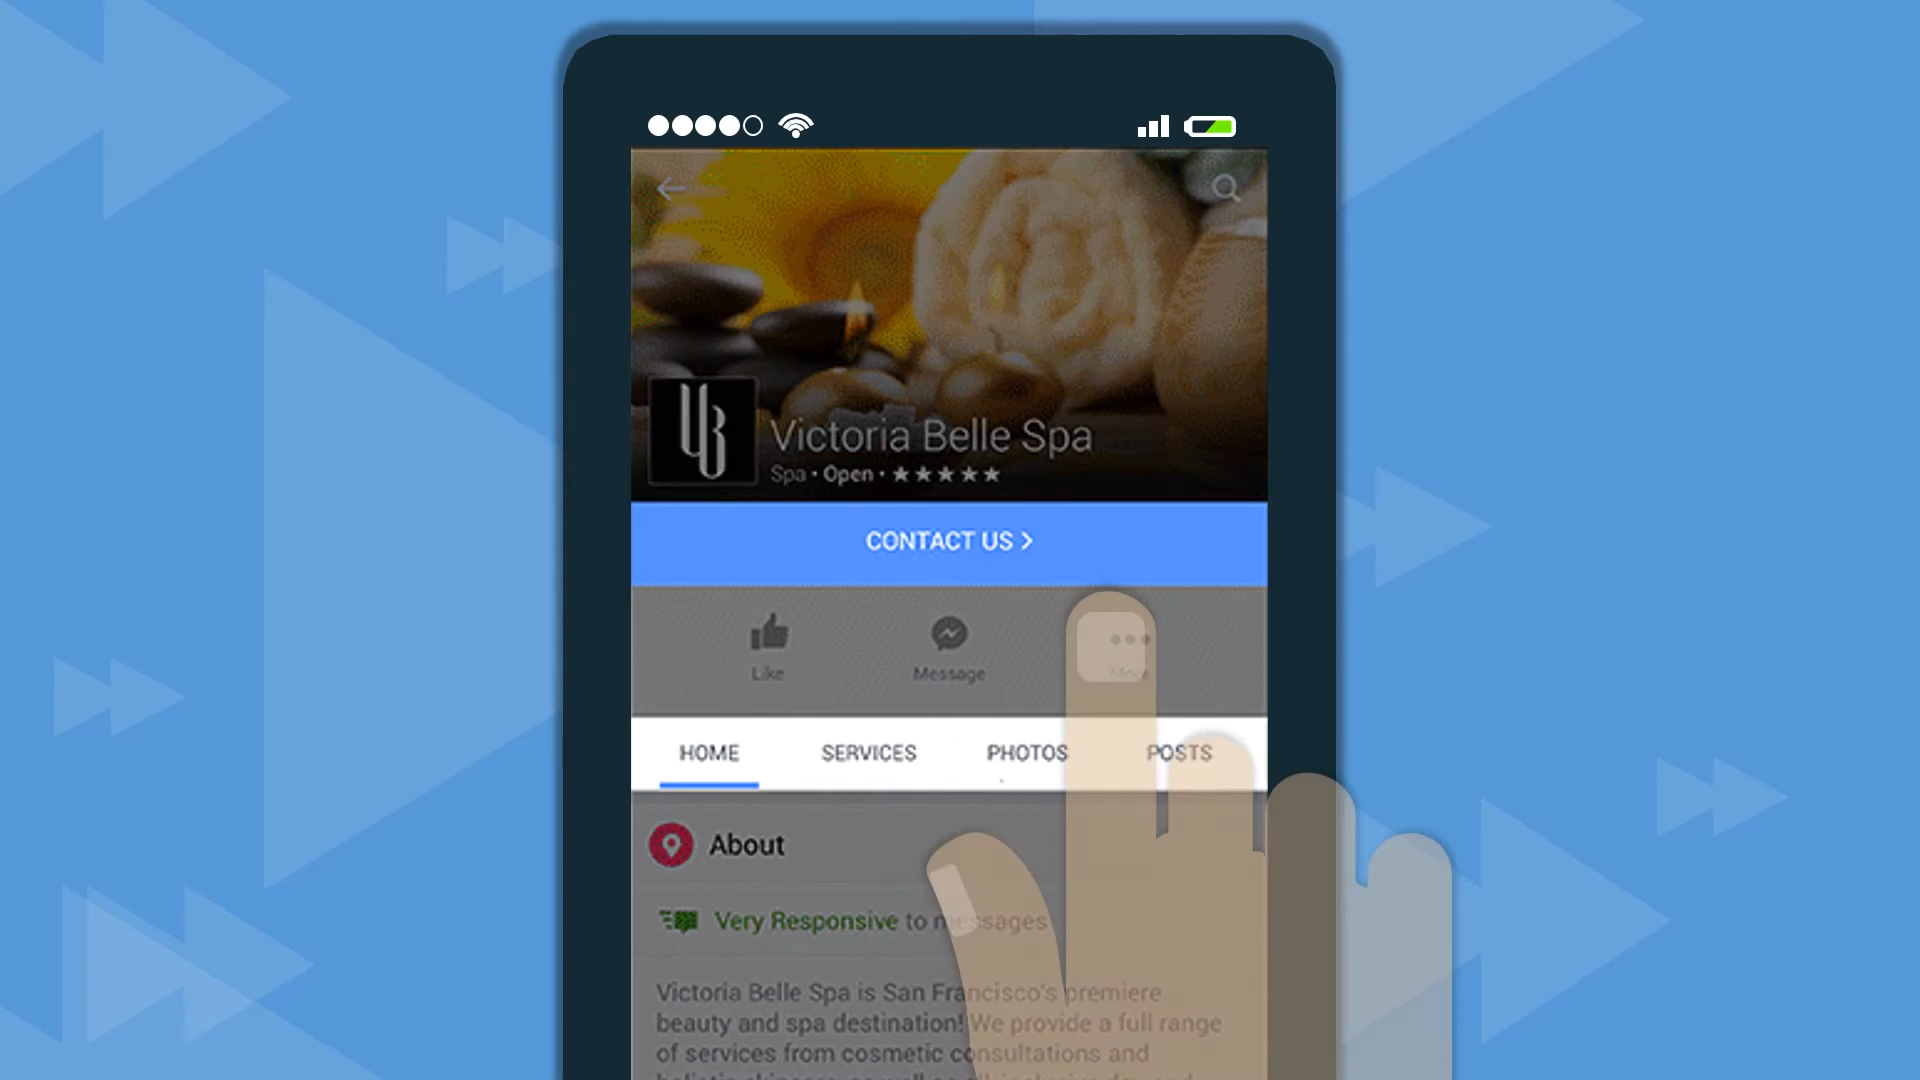 Victoria Belle Spa
Spa • Open • ★★★★★
CONTACT US >
Like Message More
HOME SERVICES PHOTOS POSTS
About
Very Responsive to messages
Victoria Belle Spa is San Francisco's premiere
beauty and spa destination! We provide a full range
of services from cosmetic consultations and